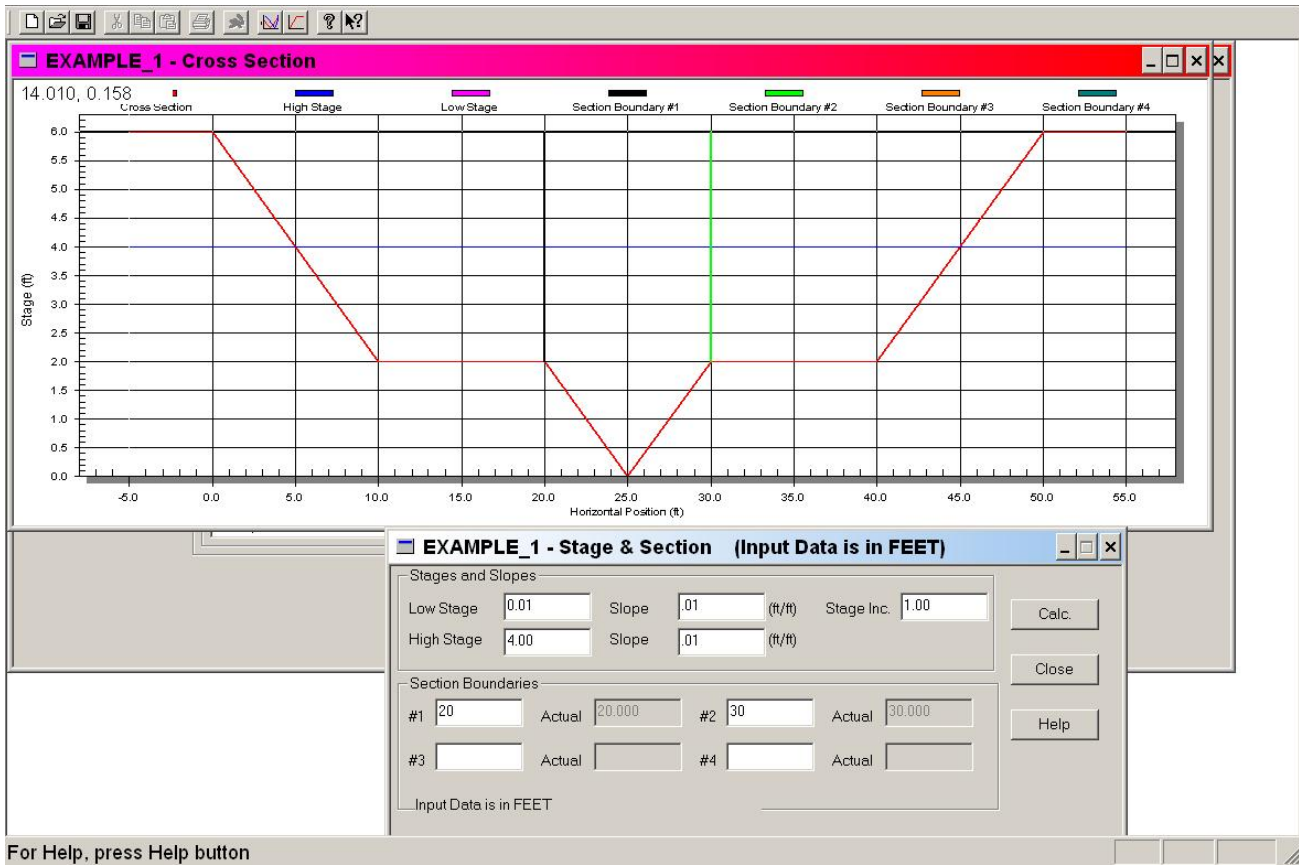 EXAMPLE_1 - Cross Section
14.010, 0.158
Cross Section High Stage Low Stage Section Boundary #1 Section Boundary #2 Section Boundary #3 Section Boundary #4
6.0
5.5
5.0
4.5
4.0
3.5
3.0
2.5
2.0
1.5
1.0
0.5
0.0
Stage (ft)
-5.0 0.0 5.0 10.0 15.0 20.0 25.0 30.0 35.0 40.0 45.0 50.0 55.0
Horizontal Position (ft)
EXAMPLE_1 - Stage & Section (Input Data is in FEET)
Stages and Slopes
Low Stage 0.01 Slope .01 (ft/ft) Stage Inc. 1.00
High Stage 4.00 Slope .01 (ft/ft)
Calc.
Close
Help
Section Boundaries
#1 20 Actual 20.000 #2 30 Actual 30.000
#3 Actual #4 Actual
Input Data is in FEET
For Help, press Help button